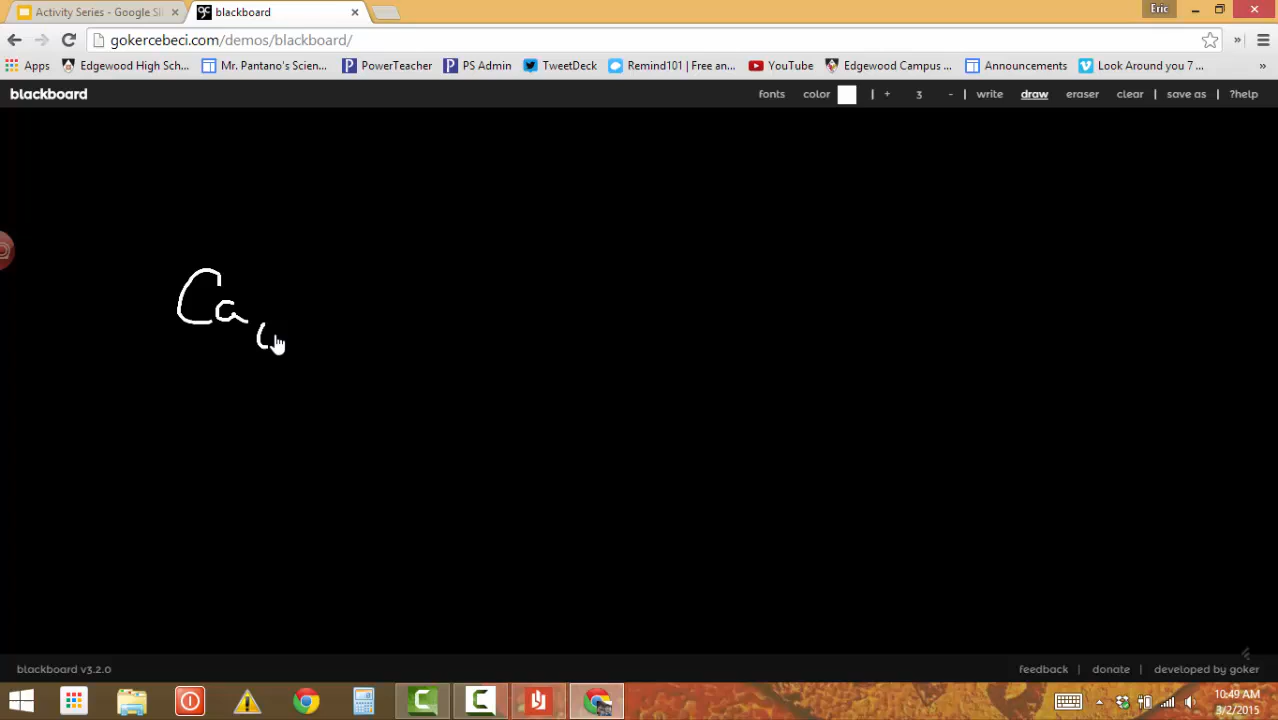 Activity Series - Google Sli
blackboard
Eric
gokercebeci.com/demos/blackboard/
Apps Edgewood High Sch... Mr. Pantano's Scien... PowerTeacher PS Admin TweetDeck Remind101 | Free an... YouTube Edgewood Campus ... Announcements Look Around you 7 ... »
blackboard fonts color | + 3 - | write draw eraser clear | save as | ?help
Ca (
blackboard v3.2.0 feedback | donate | developed by goker
10:49 AM
3/2/2015